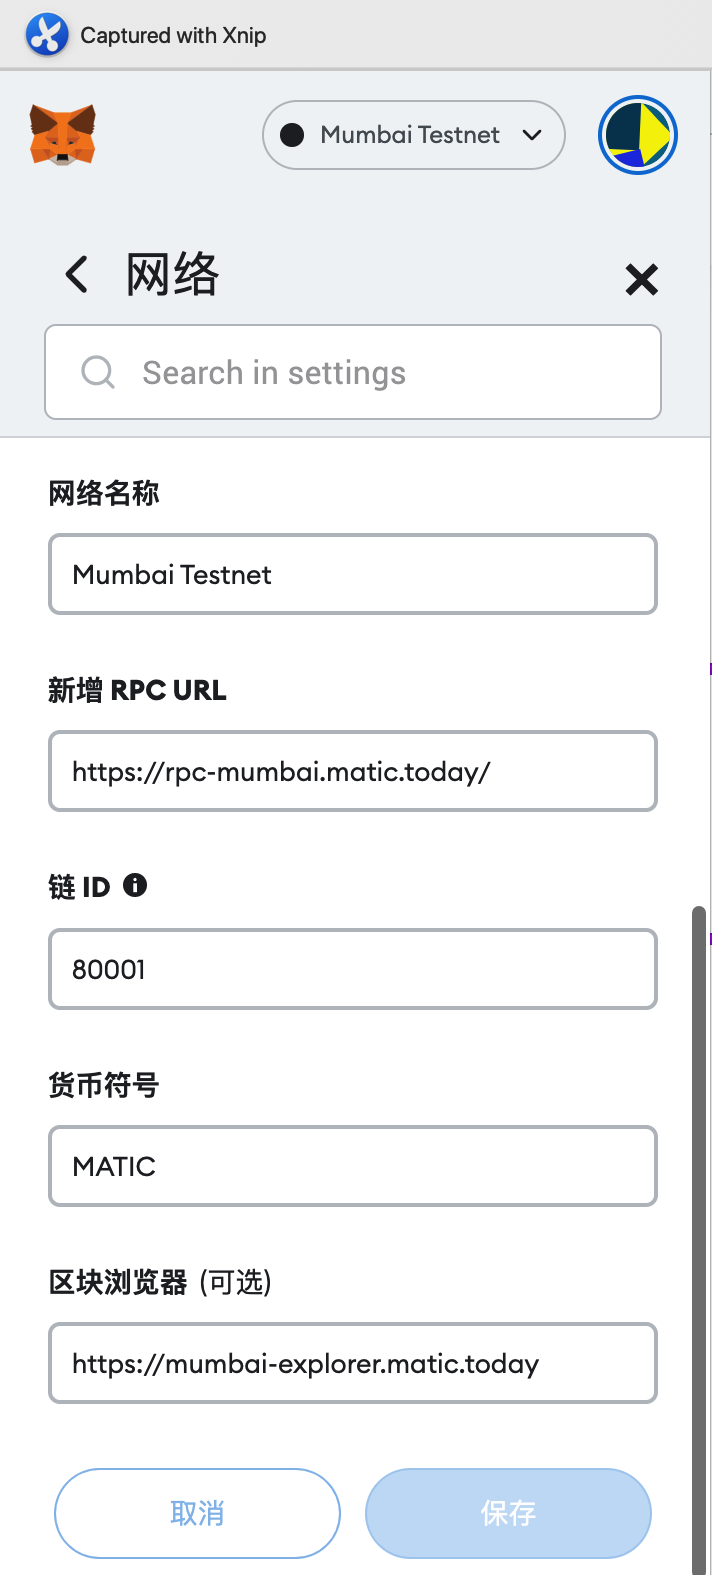 Captured with Xnip
Mumbai Testnet
网络
Search in settings
网络名称
Mumbai Testnet
新增 RPC URL
https://rpc-mumbai.matic.today/
链 ID
80001
货币符号
MATIC
区块浏览器 (可选)
https://mumbai-explorer.matic.today
取消
保存